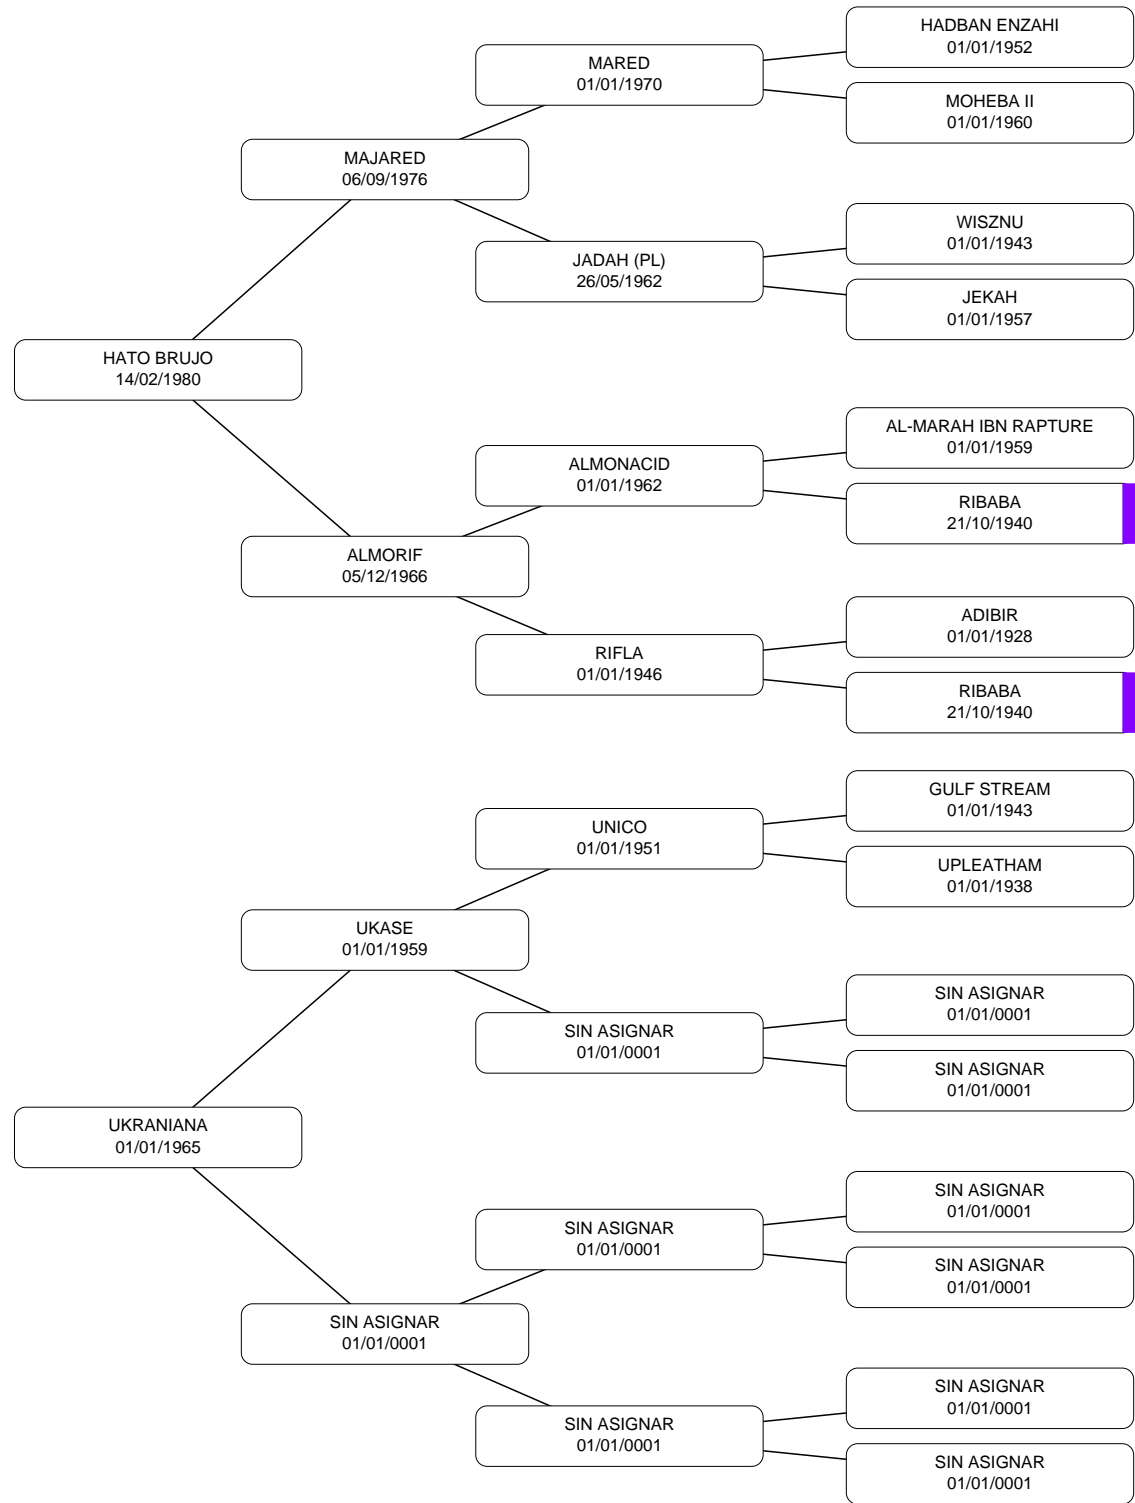 HADBAN ENZAHI
01/01/1952
MARED
01/01/1970
MOHEBA II
01/01/1960
MAJARED
06/09/1976
WISZNU
01/01/1943
JADAH (PL)
26/05/1962
JEKAH
01/01/1957
HATO BRUJO
14/02/1980
AL-MARAH IBN RAPTURE
01/01/1959
ALMONACID
01/01/1962
RIBABA
21/10/1940
ALMORIF
05/12/1966
ADIBIR
01/01/1928
RIFLA
01/01/1946
RIBABA
21/10/1940
GULF STREAM
01/01/1943
UNICO
01/01/1951
UPLEATHAM
01/01/1938
UKASE
01/01/1959
SIN ASIGNAR
01/01/0001
SIN ASIGNAR
01/01/0001
SIN ASIGNAR
01/01/0001
UKRANIANA
01/01/1965
SIN ASIGNAR
01/01/0001
SIN ASIGNAR
01/01/0001
SIN ASIGNAR
01/01/0001
SIN ASIGNAR
01/01/0001
SIN ASIGNAR
01/01/0001
SIN ASIGNAR
01/01/0001
SIN ASIGNAR
01/01/0001